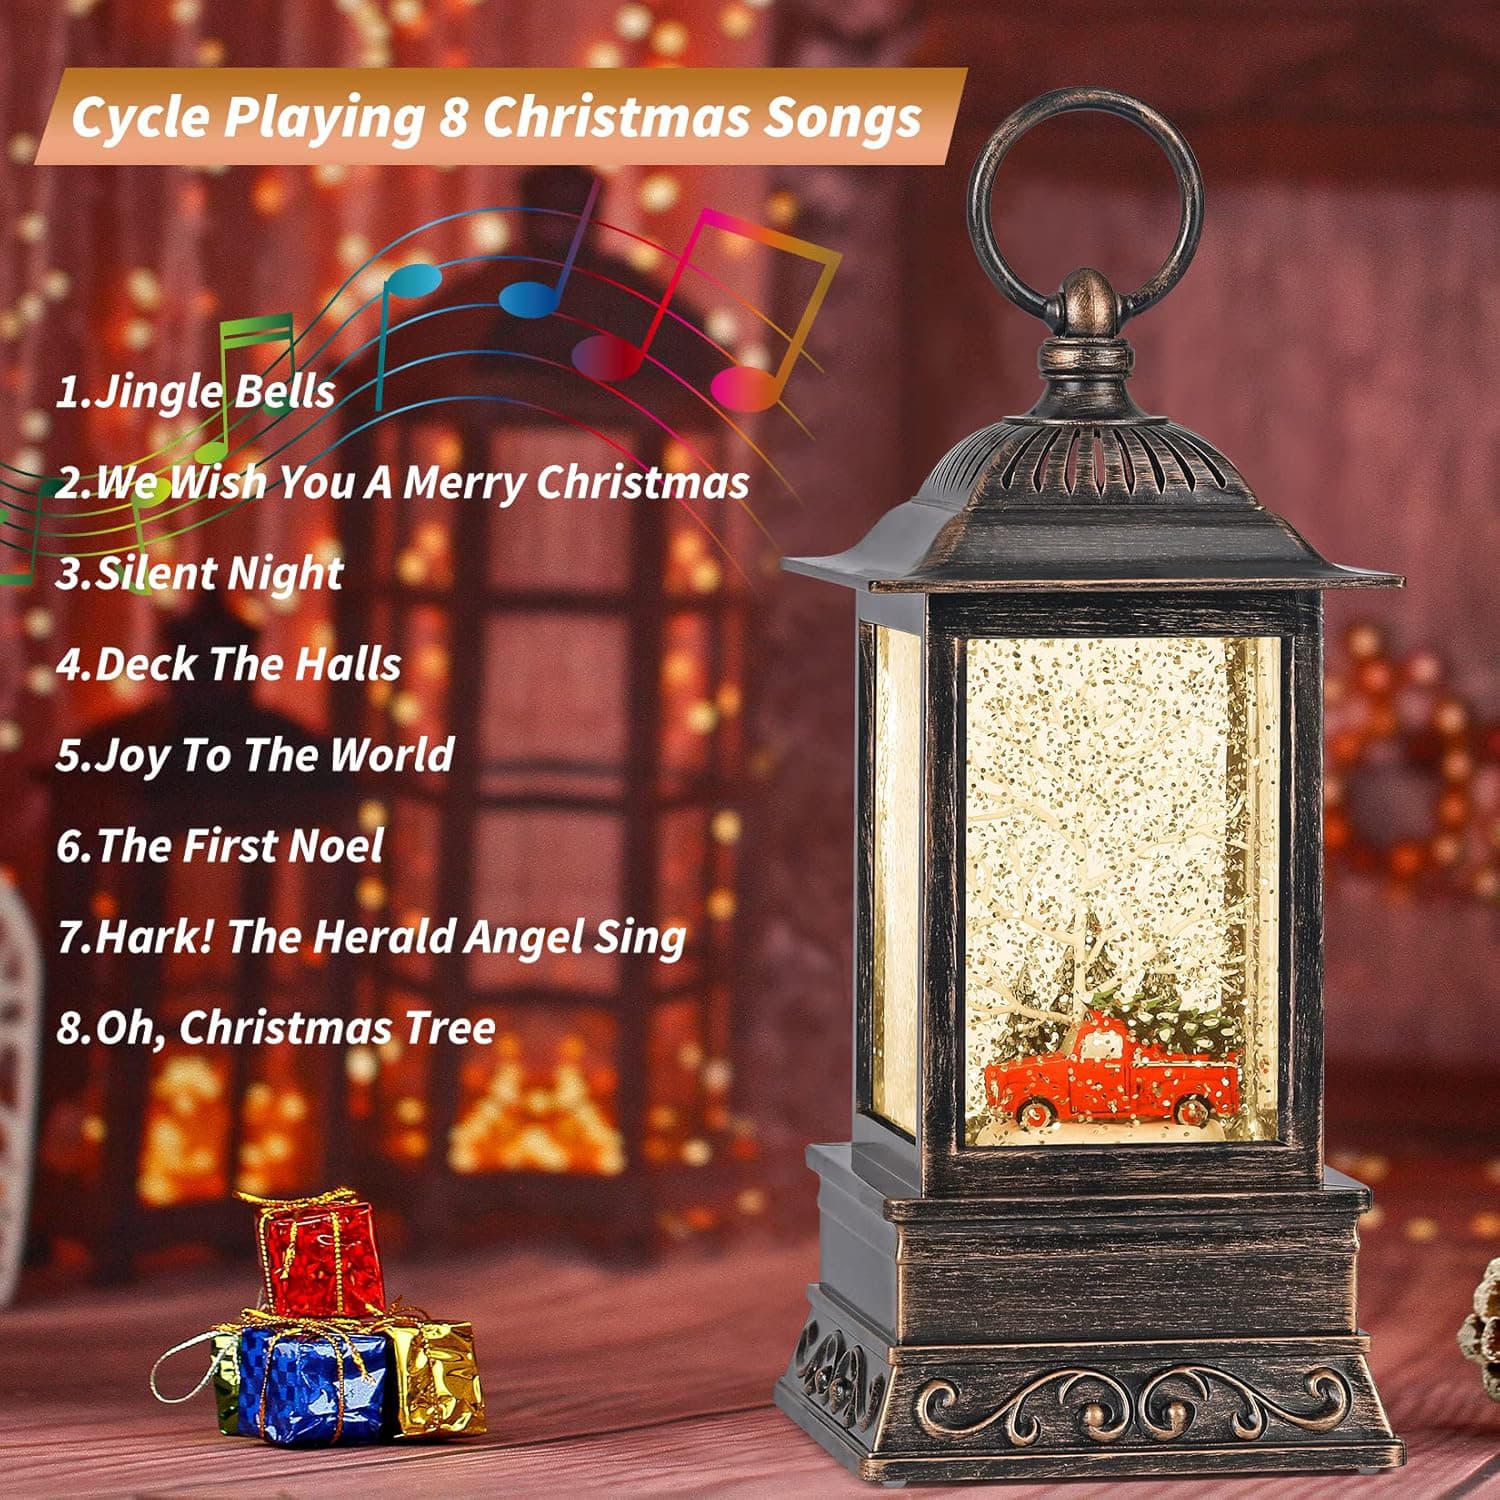 Cycle Playing 8 Christmas Songs
1.Jingle Bells
2.We Wish You A Merry Christmas
3.Silent Night
4.Deck The Halls
5.Joy To The World
6.The First Noel
7.Hark! The Herald Angel Sing
8.Oh, Christmas Tree